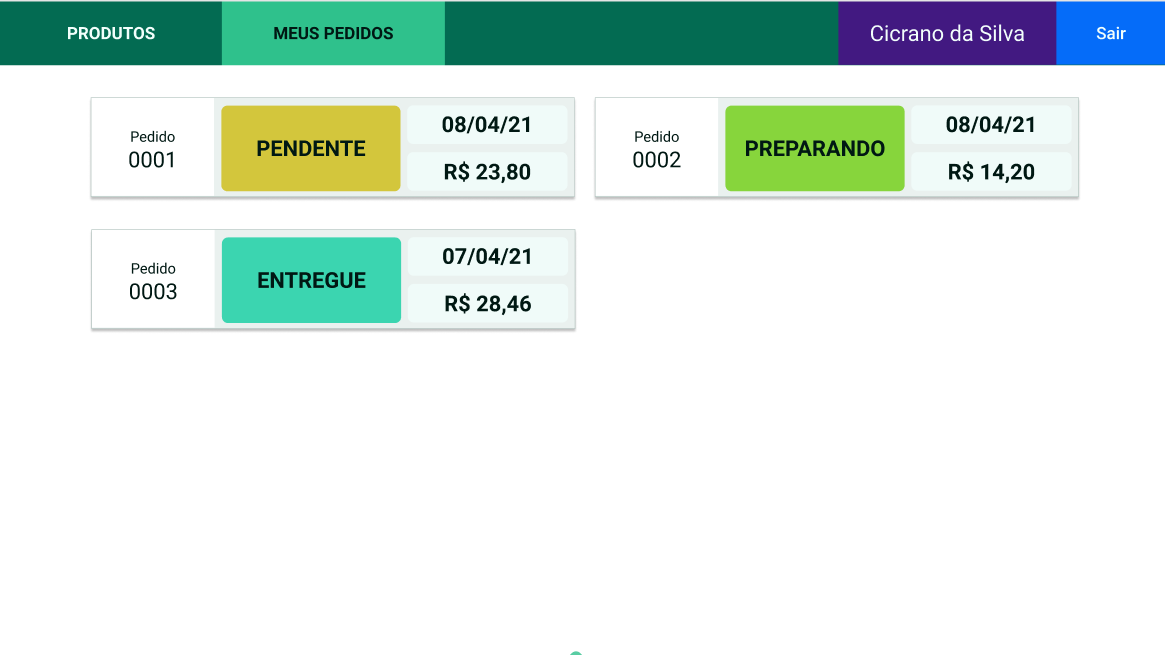 PRODUTOS
MEUS PEDIDOS
Cicrano da Silva
Sair
Pedido
0001
PENDENTE
08/04/21
R$ 23,80
Pedido
0002
PREPARANDO
08/04/21
R$ 14,20
Pedido
0003
ENTREGUE
07/04/21
R$ 28,46